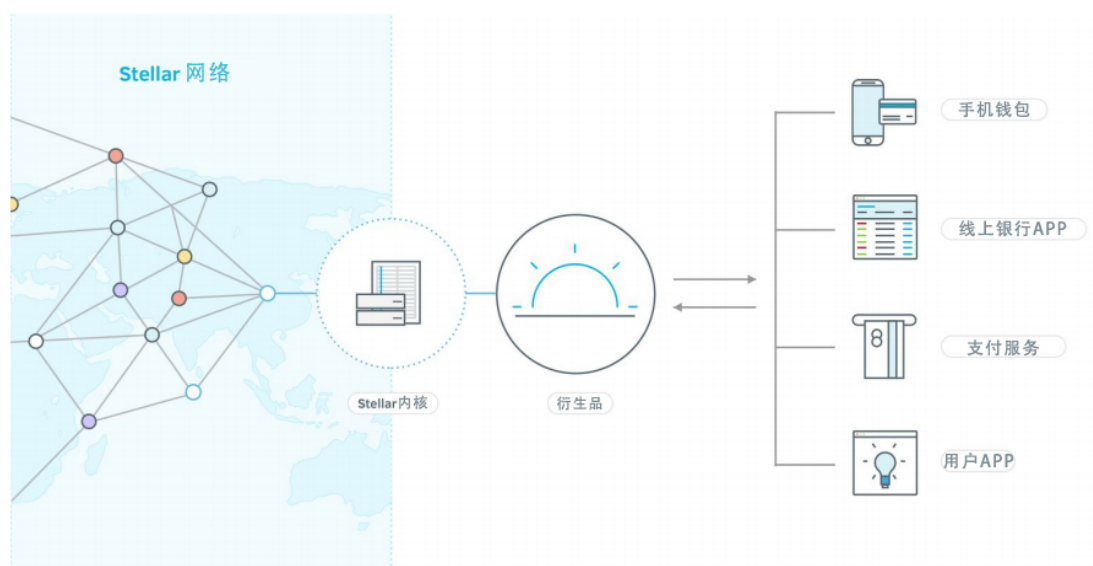 Stellar 网络
Stellar内核
衍生品
手机钱包
线上银行APP
支付服务
用户APP